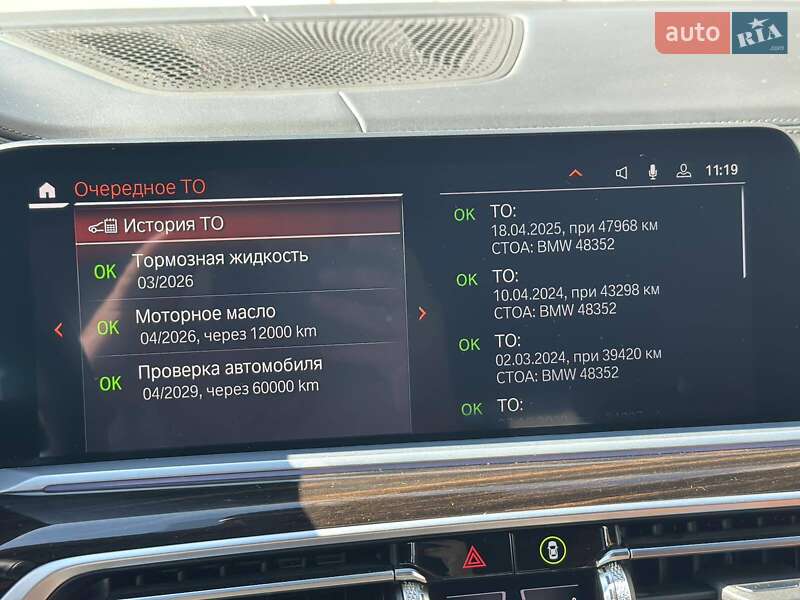 auto RIA
.com
11:19
Очередное ТО
История ТО
OK Тормозная жидкость
03/2026
OK Моторное масло
04/2026, через 12000 km
OK Проверка автомобиля
04/2029, через 60000 km
OK ТО:
18.04.2025, при 47968 км
СТОА: BMW 48352
OK ТО:
10.04.2024, при 43298 км
СТОА: BMW 48352
OK ТО:
02.03.2024, при 39420 км
СТОА: BMW 48352
OK ТО: